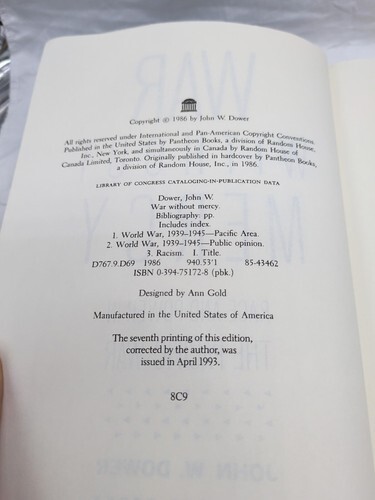 Copyright © 1986 by John W. Dower
All rights reserved under International and Pan-American Copyright Conventions.
Published in the United States by Pantheon Books, a division of Random House,
Inc., New York, and simultaneously in Canada by Random House of
Canada Limited, Toronto. Originally published in hardcover by Pantheon Books,
a division of Random House, Inc., in 1986.
LIBRARY OF CONGRESS CATALOGING-IN-PUBLICATION DATA
Dower, John W.
War without mercy.
Bibliography: pp.
Includes index.
1. World War, 1939–1945—Pacific Area.
2. World War, 1939–1945—Public opinion.
3. Racism. I. Title.
D767.9.D69 1986 940.53'1 85-43462
ISBN 0-394-75172-8 (pbk.)
Designed by Ann Gold
Manufactured in the United States of America
The seventh printing of this edition,
corrected by the author, was
issued in April 1993.
8C9